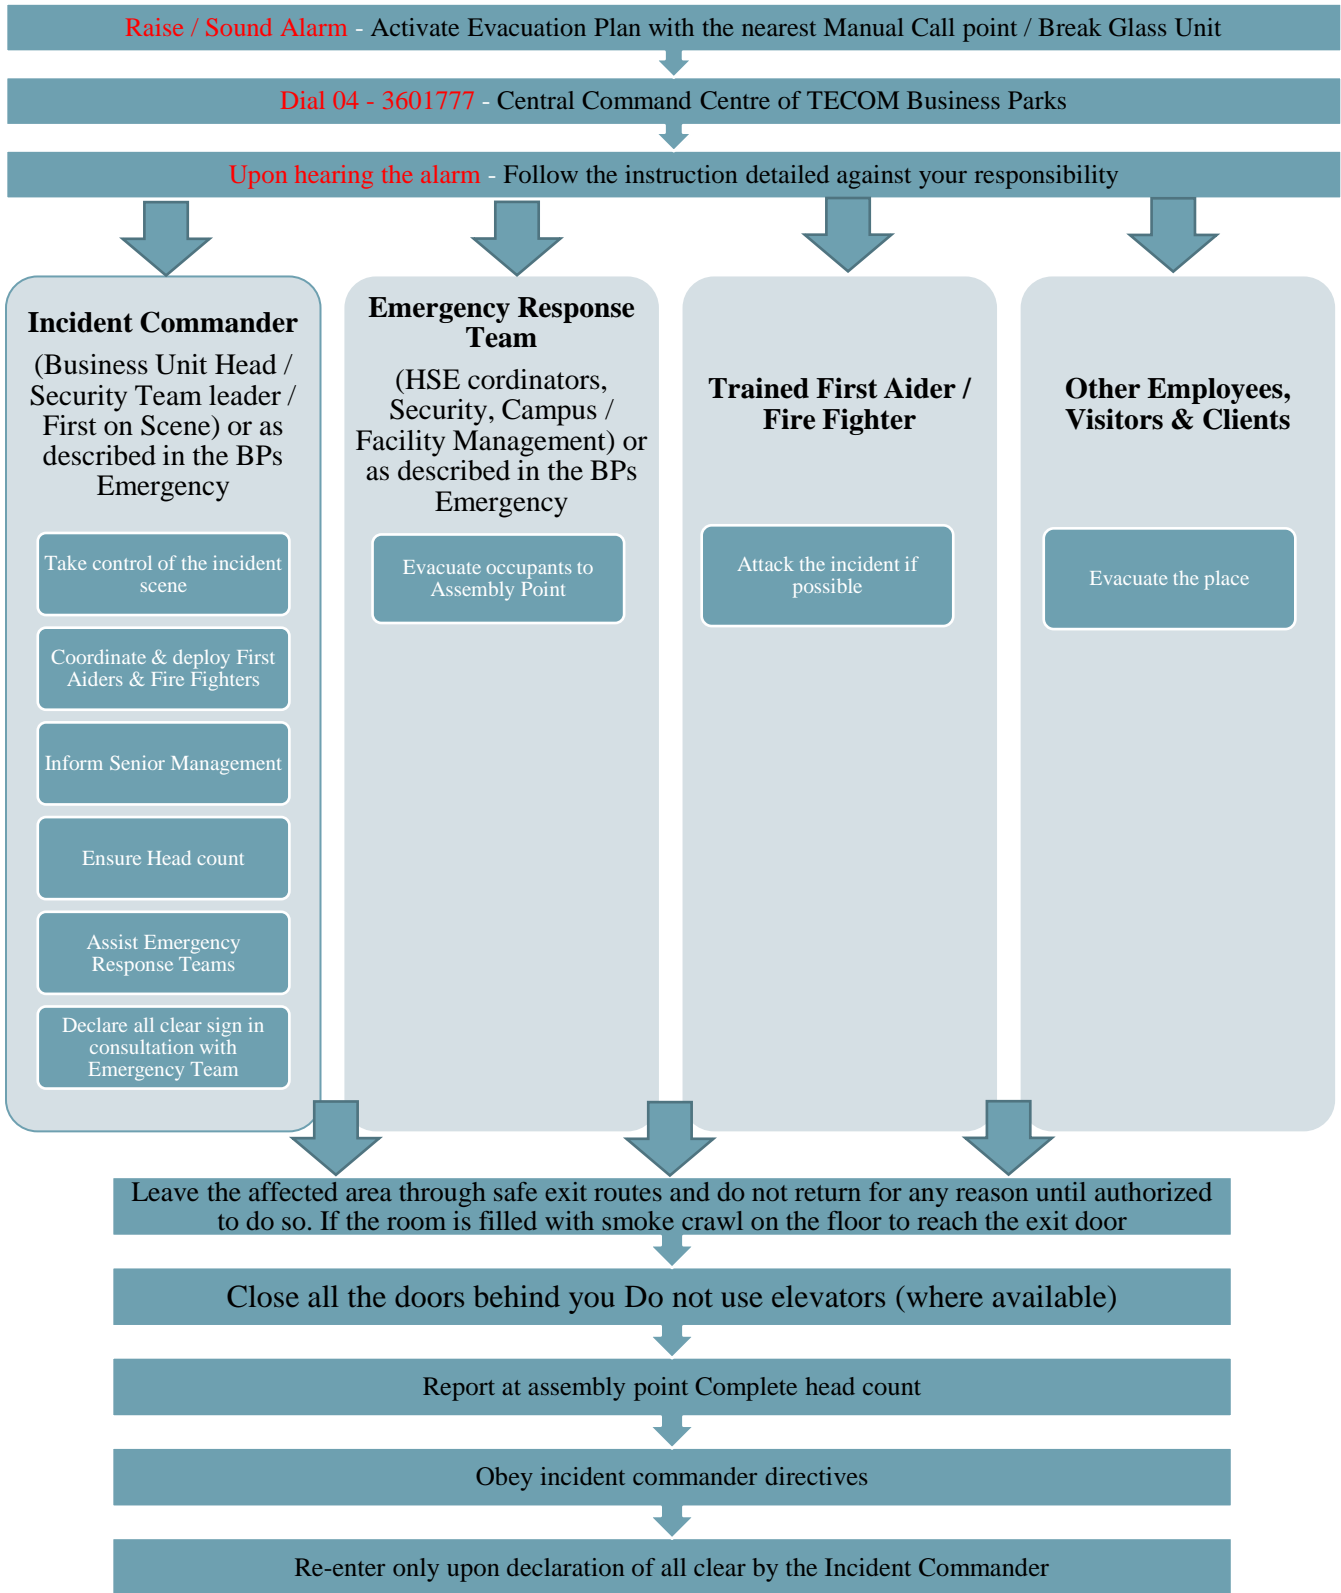 Raise / Sound Alarm - Activate Evacuation Plan with the nearest Manual Call point / Break Glass Unit
Dial 04 - 3601777 - Central Command Centre of TECOM Business Parks
Upon hearing the alarm - Follow the instruction detailed against your responsibility
Incident Commander
(Business Unit Head /
Security Team leader /
First on Scene) or as
described in the BPs
Emergency
Take control of the incident
scene
Coordinate & deploy First
Aiders & Fire Fighters
Inform Senior Management
Ensure Head count
Assist Emergency
Response Teams
Declare all clear sign in
consultation with
Emergency Team
Emergency Response
Team
(HSE cordinators,
Security, Campus /
Facility Management) or
as described in the BPs
Emergency
Evacuate occupants to
Assembly Point
Trained First Aider /
Fire Fighter
Attack the incident if
possible
Other Employees,
Visitors & Clients
Evacuate the place
Leave the affected area through safe exit routes and do not return for any reason until authorized
to do so. If the room is filled with smoke crawl on the floor to reach the exit door
Close all the doors behind you Do not use elevators (where available)
Report at assembly point Complete head count
Obey incident commander directives
Re-enter only upon declaration of all clear by the Incident Commander